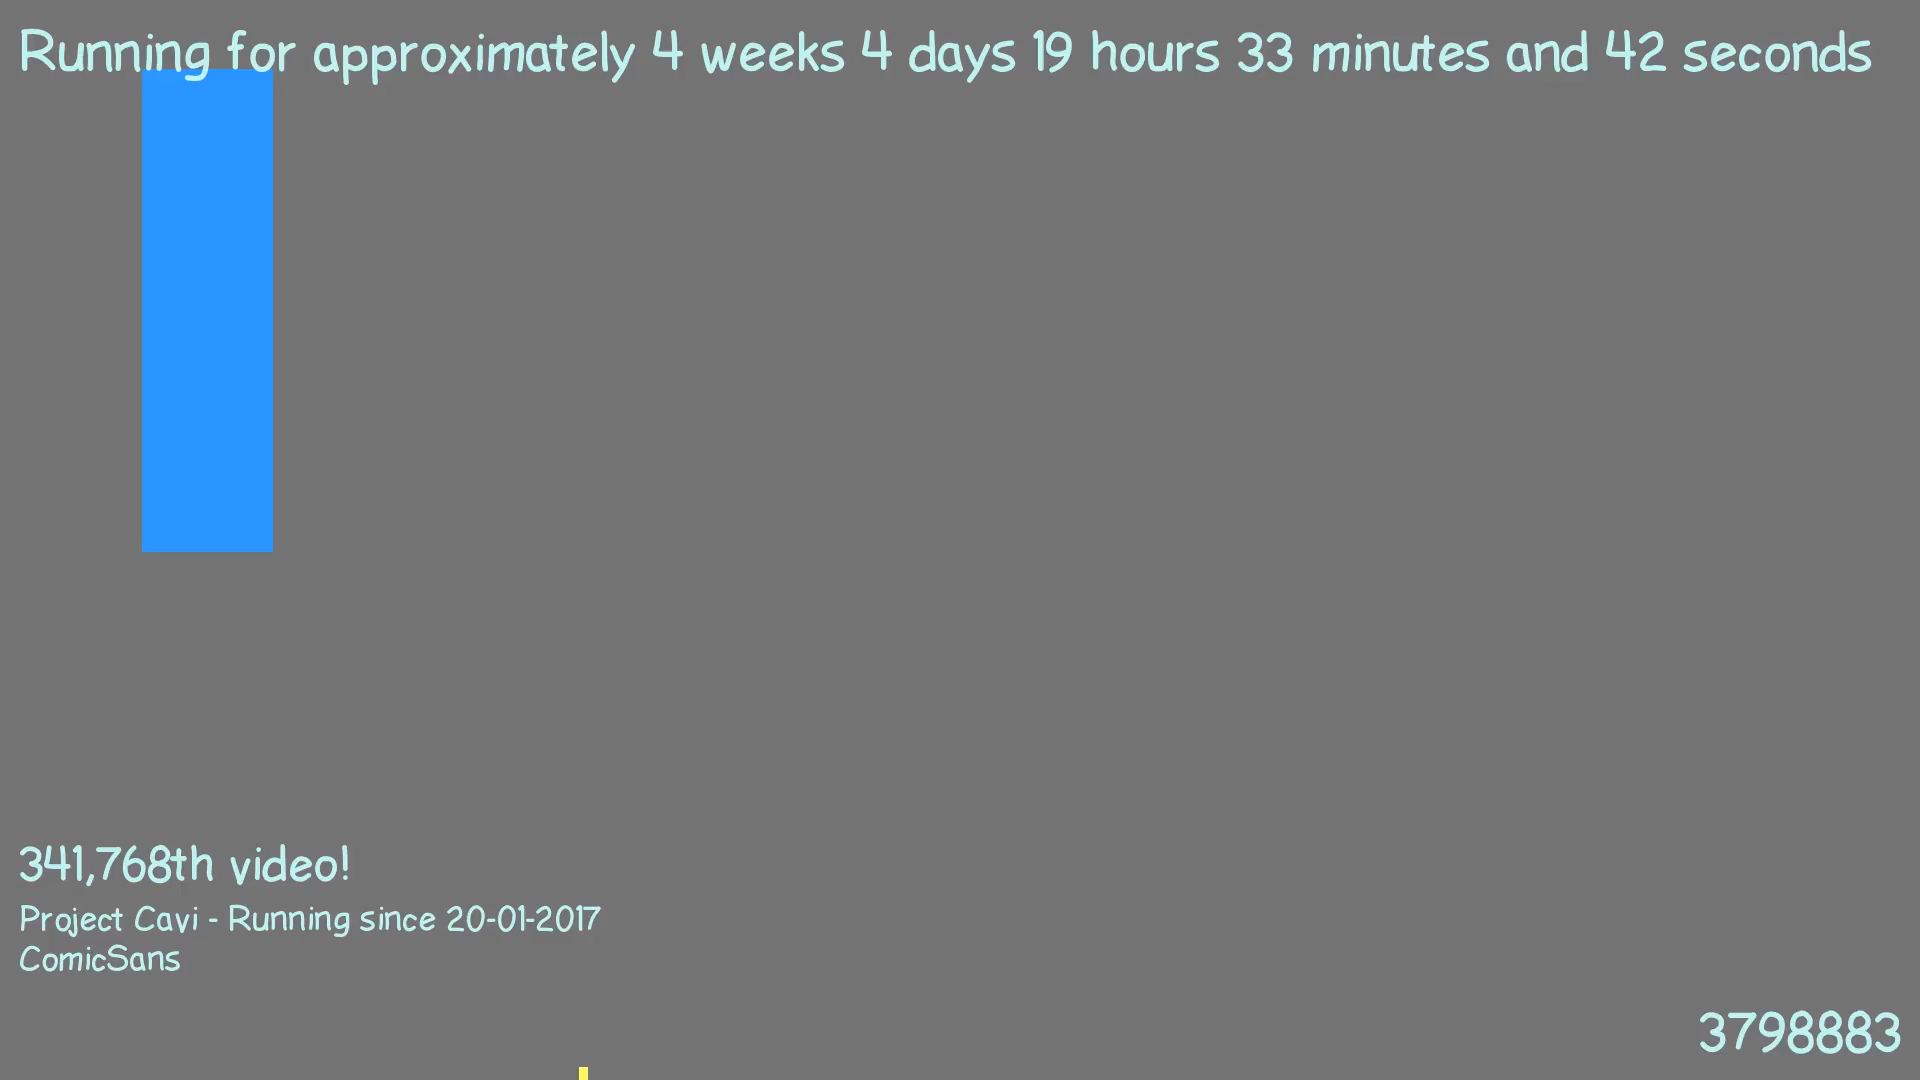 Running for approximately 4 weeks 4 days 19 hours 33 minutes and 42 seconds
341,768th video!
Project Cavi - Running since 20-01-2017
ComicSans
3798883